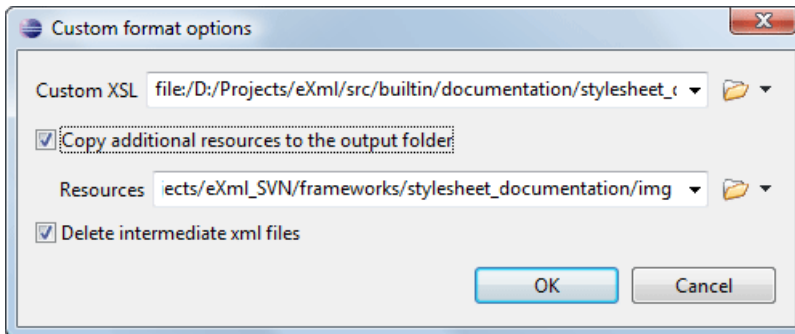 Custom format options
Custom XSL file:/D:/Projects/eXml/src/builtin/documentation/stylesheet_
Copy additional resources to the output folder
Resources ects/eXml_SVN/frameworks/stylesheet_documentation/img
Delete intermediate xml files
OK Cancel